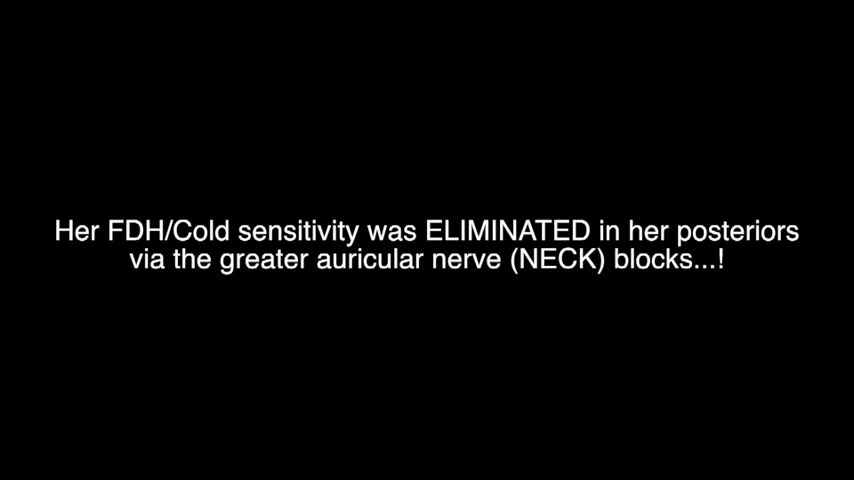 Her FDH/Cold sensitivity was ELIMINATED in her posteriors
via the greater auricular nerve (NECK) blocks...!